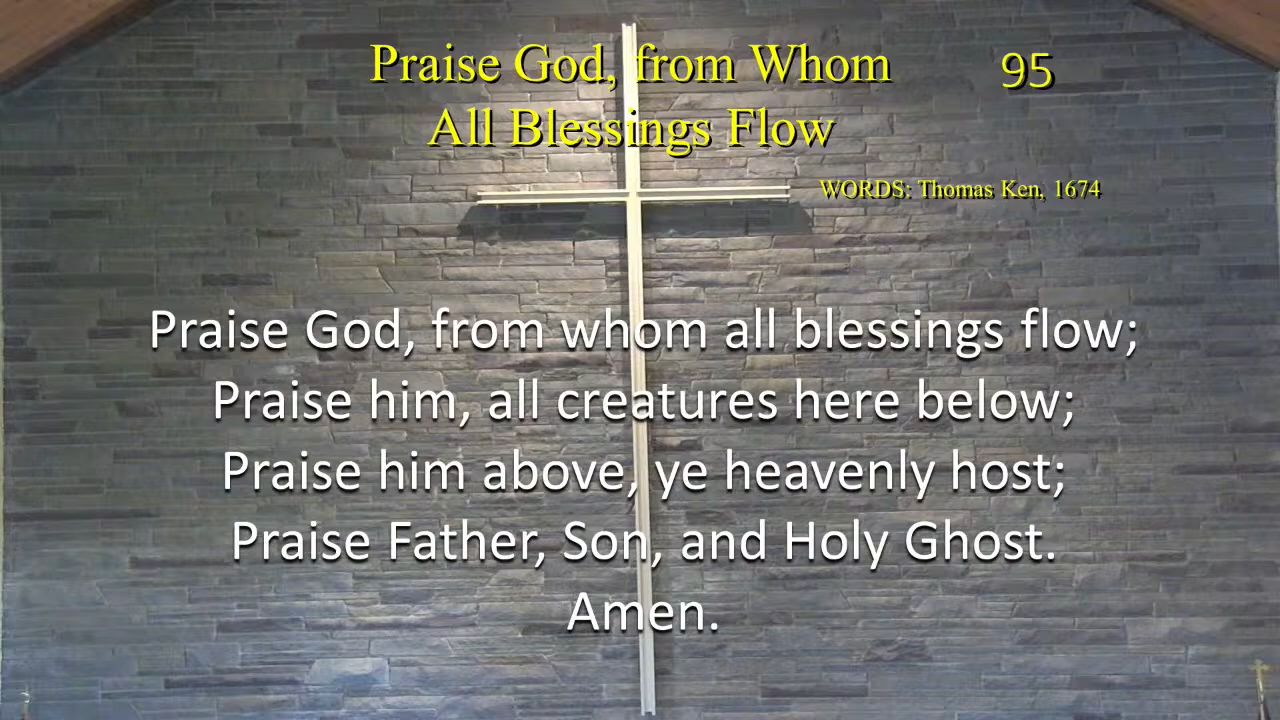 Praise God, from Whom
All Blessings Flow
95
WORDS: Thomas Ken, 1674
Praise God, from whom all blessings flow;
Praise him, all creatures here below;
Praise him above, ye heavenly host;
Praise Father, Son, and Holy Ghost.
Amen.